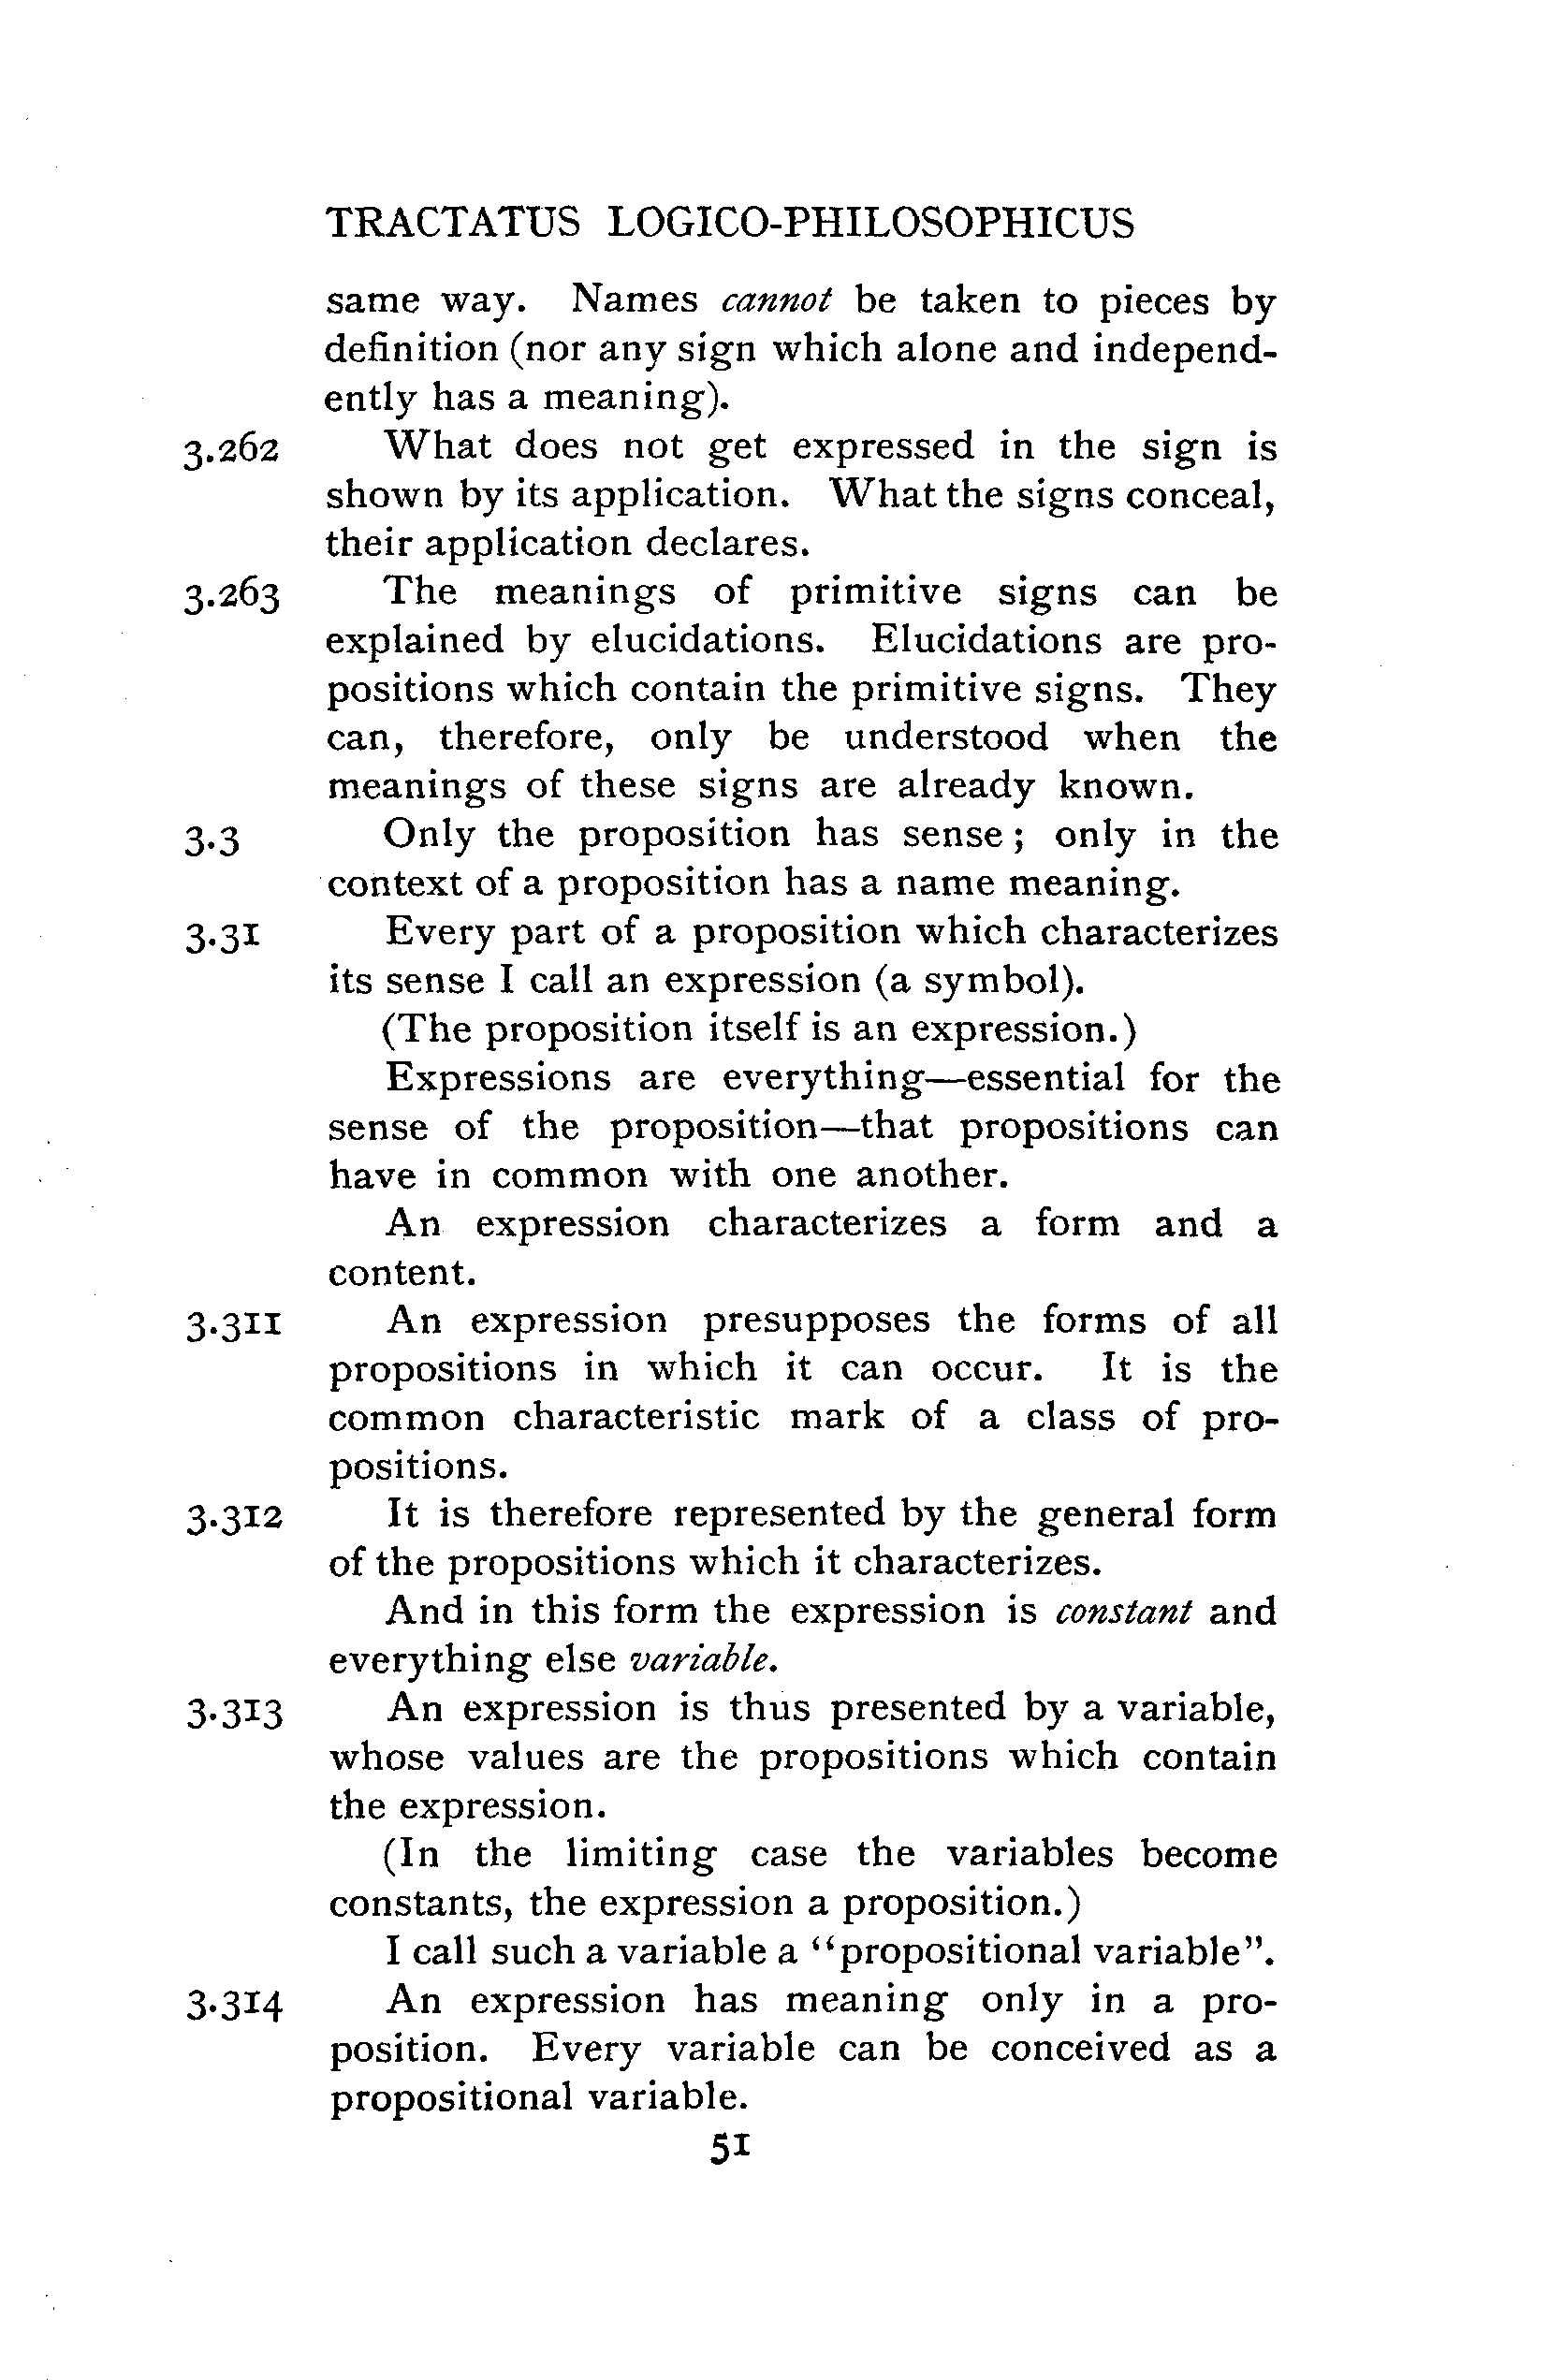 TRACTATUS LOGICO-PHILOSOPHICUS
same way. Names cannot be taken to pieces by
definition (nor any sign which alone and independ-
ently has a meaning).
3.262 What does not get expressed in the sign is
shown by its application. What the signs conceal,
their application declares.
3.263 The meanings of primitive signs can be
explained by elucidations. Elucidations are pro-
positions which contain the primitive signs. They
can, therefore, only be understood when the
meanings of these signs are already known.
3.3 Only the proposition has sense; only in the
context of a proposition has a name meaning.
3.31 Every part of a proposition which characterizes
its sense I call an expression (a symbol).
(The proposition itself is an expression.)
Expressions are everything—essential for the
sense of the proposition—that propositions can
have in common with one another.
An expression characterizes a form and a
content.
3.311 An expression presupposes the forms of all
propositions in which it can occur. It is the
common characteristic mark of a class of pro-
positions.
3.312 It is therefore represented by the general form
of the propositions which it characterizes.
And in this form the expression is constant and
everything else variable.
3.313 An expression is thus presented by a variable,
whose values are the propositions which contain
the expression.
(In the limiting case the variables become
constants, the expression a proposition.)
I call such a variable a “propositional variable”.
3.314 An expression has meaning only in a pro-
position. Every variable can be conceived as a
propositional variable.
51